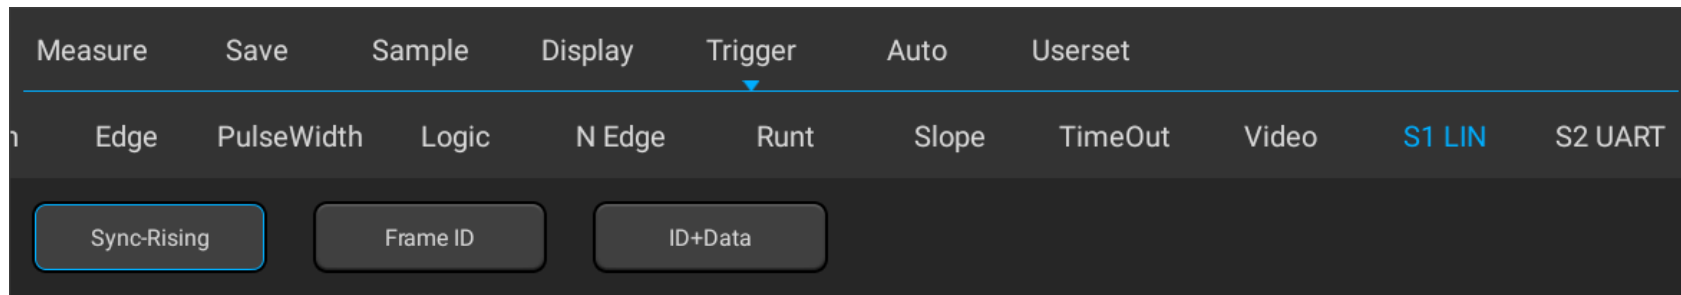 Measure Save Sample Display Trigger Auto Userset
Edge PulseWidth Logic N Edge Runt Slope TimeOut Video S1 LIN S2 UART
Sync-Rising Frame ID ID+Data